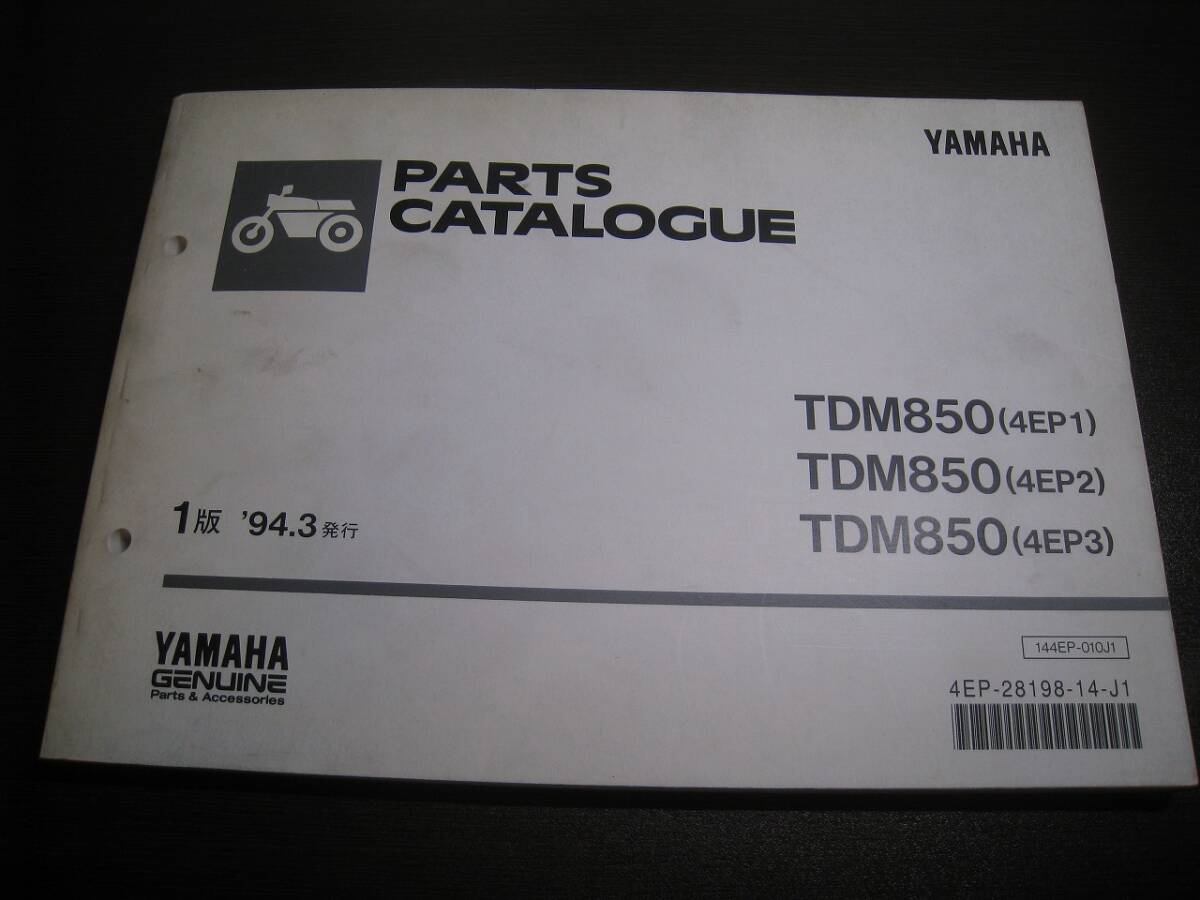 YAMAHA
PARTS
CATALOGUE
TDM850(4EP1)
TDM850(4EP2)
TDM850(4EP3)
1版 '94.3発行
YAMAHA
GENUINE
Parts & Accessories
144EP-010J1
4EP-28198-14-J1